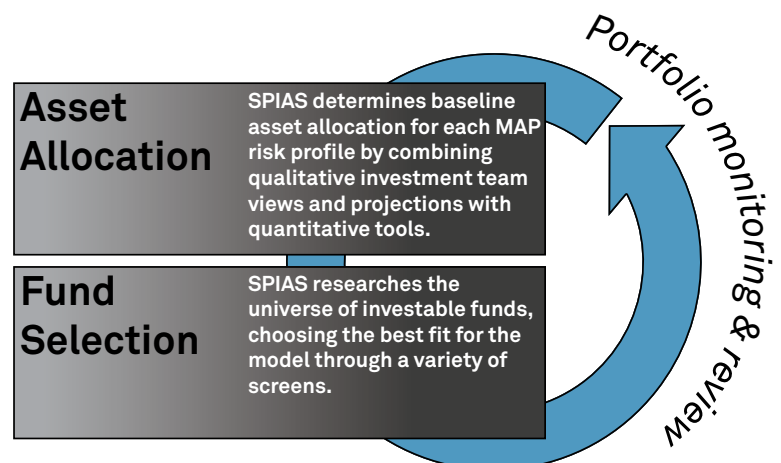 Asset
Allocation
SPIAS determines baseline
asset allocation for each MAP
risk profile by combining
qualitative investment team
views and projections with
quantitative tools.
Fund
Selection
SPIAS researches the
universe of investable funds,
choosing the best fit for the
model through a variety of
screens.
Portfolio monitoring & review